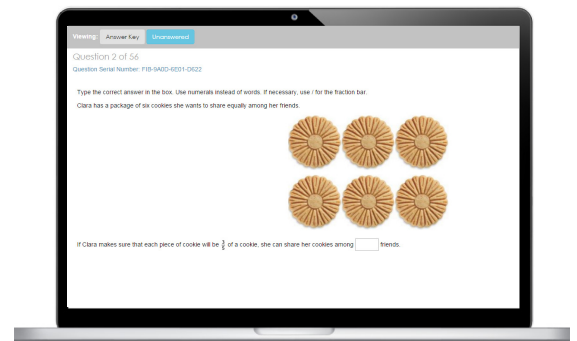 Viewing: Answer Key Unanswered
Question 2 of 56
Question Serial Number: FIB-9A0D-6E01-D622
Type the correct answer in the box. Use numerals instead of words. If necessary, use / for the fraction bar.
Clara has a package of six cookies she wants to share equally among her friends.
If Clara makes sure that each piece of cookie will be of a cookie, she can share her cookies among friends.